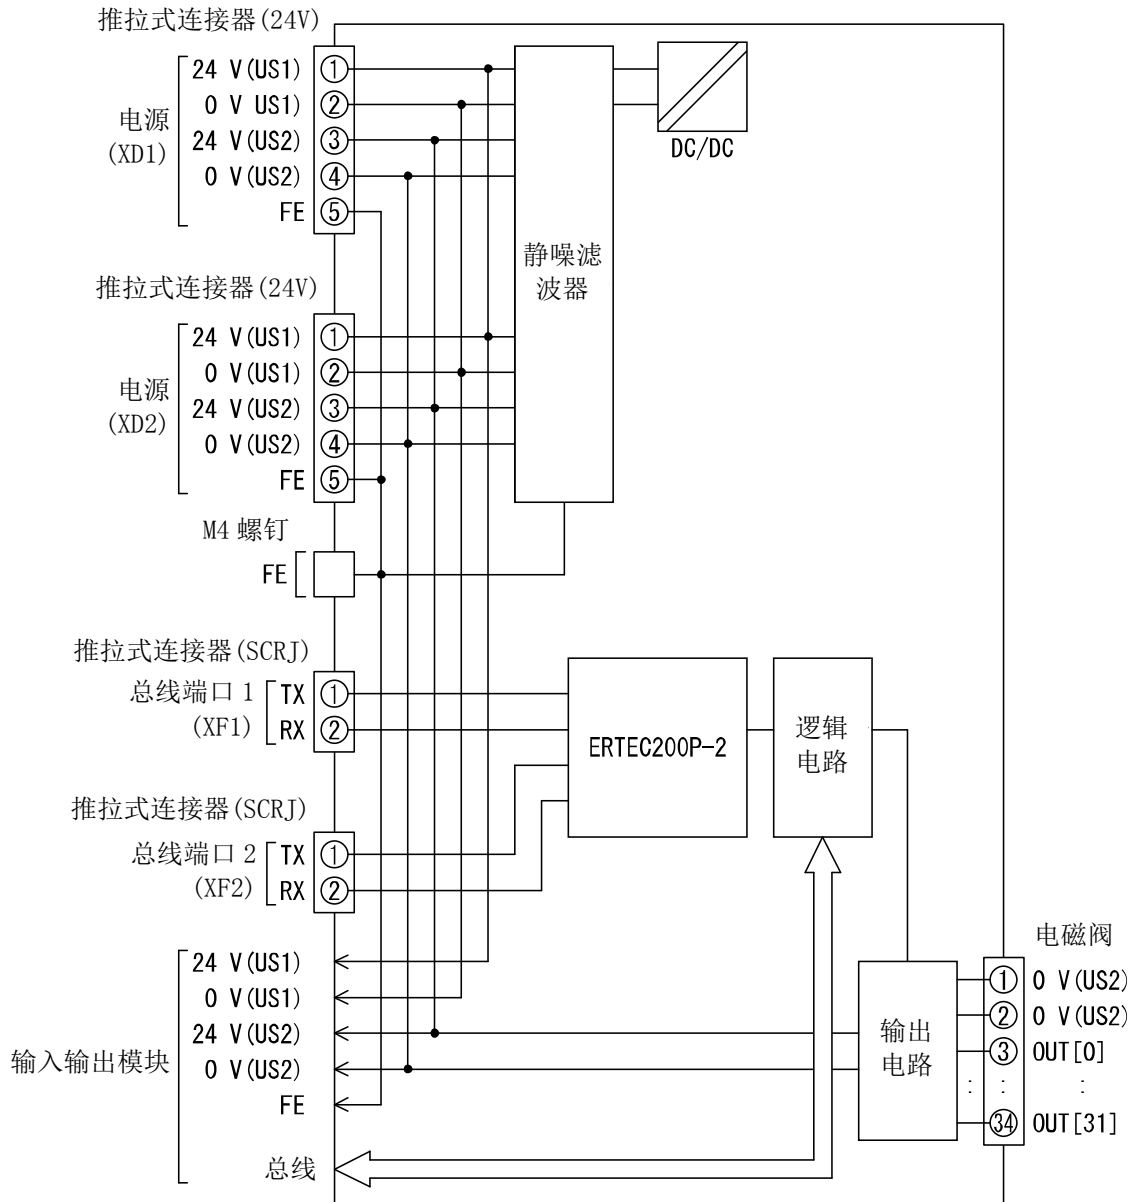 推拉式连接器(24V)
电源
(XD1)
24 V(US1) ①
0 V US1) ②
24 V(US2) ③
0 V(US2) ④
FE ⑤
DC/DC
静噪滤
波器
推拉式连接器(24V)
电源
(XD2)
24 V(US1) ①
0 V(US1) ②
24 V(US2) ③
0 V(US2) ④
FE ⑤
M4 螺钉
FE
推拉式连接器(SCRJ)
总线端口 1
(XF1)
TX ①
RX ②
ERTEC200P-2
逻辑
电路
推拉式连接器(SCRJ)
总线端口 2
(XF2)
TX ①
RX ②
输入输出模块
24 V(US1)
0 V(US1)
24 V(US2)
0 V(US2)
FE
总线
输出
电路
电磁阀
① 0 V(US2)
② 0 V(US2)
③ OUT[0]
㉞ OUT[31]